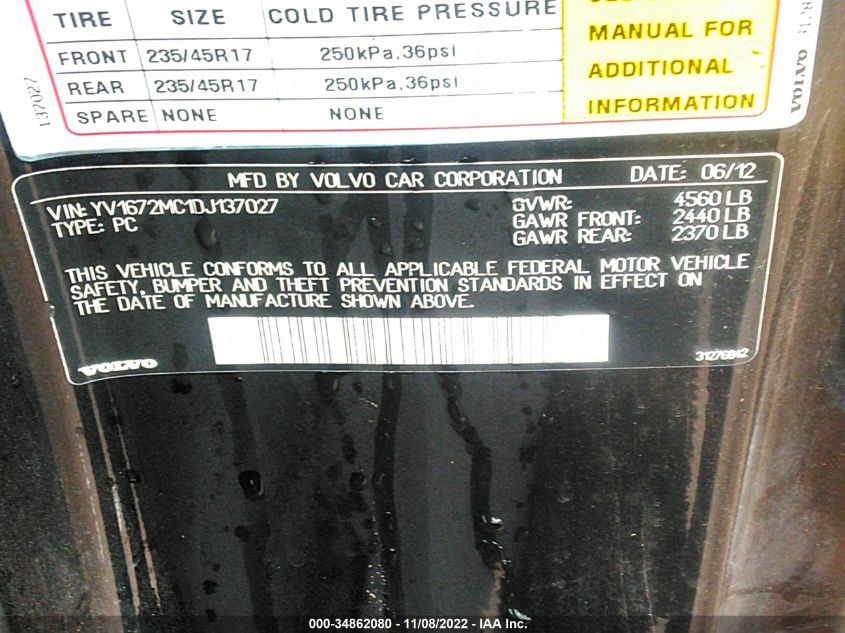 TIRE SIZE COLD TIRE PRESSURE
FRONT 235/45R17 250kPa,36psi
REAR 235/45R17 250kPa,36psi
SPARE NONE NONE
MANUAL FOR
ADDITIONAL
INFORMATION
137027
VOLVO
MFD BY VOLVO CAR CORPORATION DATE: 06/12
VIN: YV1672MC1DJ137027 GVWR: 4560 LB
TYPE: PC GAWR FRONT: 2440 LB
GAWR REAR: 2370 LB
THIS VEHICLE CONFORMS TO ALL APPLICABLE FEDERAL MOTOR VEHICLE
SAFETY, BUMPER AND THEFT PREVENTION STANDARDS IN EFFECT ON
THE DATE OF MANUFACTURE SHOWN ABOVE.
VOLVO 31276842
000-34862080 - 11/08/2022 - IAA Inc.